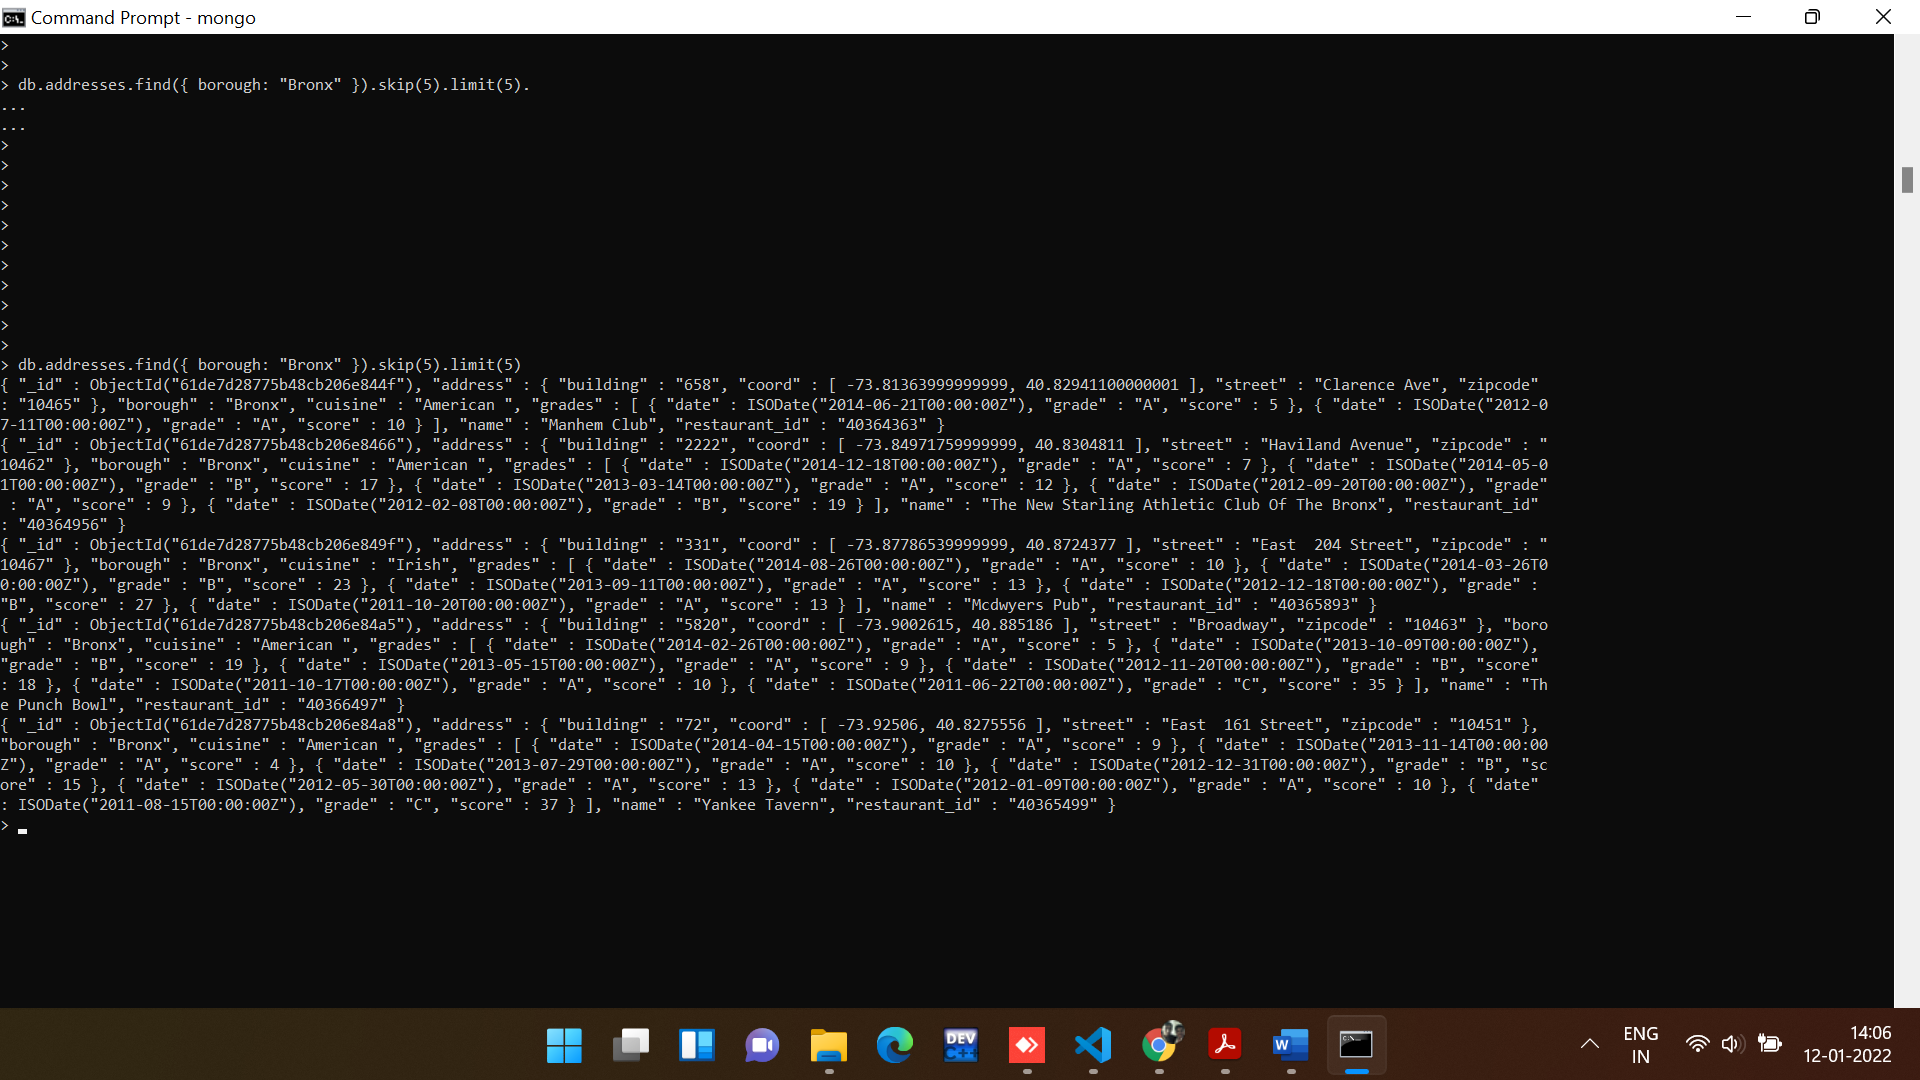 Command Prompt - mongo
>
>
> db.addresses.find({ borough: "Bronx" }).skip(5).limit(5).
...
...
>
>
>
>
>
>
>
>
>
>
>
> db.addresses.find({ borough: "Bronx" }).skip(5).limit(5)
{ "_id" : ObjectId("61de7d28775b48cb206e844f"), "address" : { "building" : "658", "coord" : [ -73.81363999999999, 40.82941100000001 ], "street" : "Clarence Ave", "zipcode"
: "10465" }, "borough" : "Bronx", "cuisine" : "American ", "grades" : [ { "date" : ISODate("2014-06-21T00:00:00Z"), "grade" : "A", "score" : 5 }, { "date" : ISODate("2012-0
7-11T00:00:00Z"), "grade" : "A", "score" : 10 } ], "name" : "Manhem Club", "restaurant_id" : "40364363" }
{ "_id" : ObjectId("61de7d28775b48cb206e8466"), "address" : { "building" : "2222", "coord" : [ -73.84971759999999, 40.8304811 ], "street" : "Haviland Avenue", "zipcode" : "
10462" }, "borough" : "Bronx", "cuisine" : "American ", "grades" : [ { "date" : ISODate("2014-12-18T00:00:00Z"), "grade" : "A", "score" : 7 }, { "date" : ISODate("2014-05-0
1T00:00:00Z"), "grade" : "B", "score" : 17 }, { "date" : ISODate("2013-03-14T00:00:00Z"), "grade" : "A", "score" : 12 }, { "date" : ISODate("2012-09-20T00:00:00Z"), "grade"
 : "A", "score" : 9 }, { "date" : ISODate("2012-02-08T00:00:00Z"), "grade" : "B", "score" : 19 } ], "name" : "The New Starling Athletic Club Of The Bronx", "restaurant_id"
: "40364956" }
{ "_id" : ObjectId("61de7d28775b48cb206e849f"), "address" : { "building" : "331", "coord" : [ -73.87786539999999, 40.8724377 ], "street" : "East  204 Street", "zipcode" : "
10467" }, "borough" : "Bronx", "cuisine" : "Irish", "grades" : [ { "date" : ISODate("2014-08-26T00:00:00Z"), "grade" : "A", "score" : 10 }, { "date" : ISODate("2014-03-26T0
0:00:00Z"), "grade" : "B", "score" : 23 }, { "date" : ISODate("2013-09-11T00:00:00Z"), "grade" : "A", "score" : 13 }, { "date" : ISODate("2012-12-18T00:00:00Z"), "grade" :
"B", "score" : 27 }, { "date" : ISODate("2011-10-20T00:00:00Z"), "grade" : "A", "score" : 13 } ], "name" : "Mcdwyers Pub", "restaurant_id" : "40365893" }
{ "_id" : ObjectId("61de7d28775b48cb206e84a5"), "address" : { "building" : "5820", "coord" : [ -73.9002615, 40.885186 ], "street" : "Broadway", "zipcode" : "10463" }, "boro
ugh" : "Bronx", "cuisine" : "American ", "grades" : [ { "date" : ISODate("2014-02-26T00:00:00Z"), "grade" : "A", "score" : 5 }, { "date" : ISODate("2013-10-09T00:00:00Z"),
"grade" : "B", "score" : 19 }, { "date" : ISODate("2013-05-15T00:00:00Z"), "grade" : "A", "score" : 9 }, { "date" : ISODate("2012-11-20T00:00:00Z"), "grade" : "B", "score"
: 18 }, { "date" : ISODate("2011-10-17T00:00:00Z"), "grade" : "A", "score" : 10 }, { "date" : ISODate("2011-06-22T00:00:00Z"), "grade" : "C", "score" : 35 } ], "name" : "Th
e Punch Bowl", "restaurant_id" : "40366497" }
{ "_id" : ObjectId("61de7d28775b48cb206e84a8"), "address" : { "building" : "72", "coord" : [ -73.92506, 40.8275556 ], "street" : "East  161 Street", "zipcode" : "10451" },
"borough" : "Bronx", "cuisine" : "American ", "grades" : [ { "date" : ISODate("2014-04-15T00:00:00Z"), "grade" : "A", "score" : 9 }, { "date" : ISODate("2013-11-14T00:00:00
Z"), "grade" : "A", "score" : 4 }, { "date" : ISODate("2013-07-29T00:00:00Z"), "grade" : "A", "score" : 10 }, { "date" : ISODate("2012-12-31T00:00:00Z"), "grade" : "B", "sc
ore" : 15 }, { "date" : ISODate("2012-05-30T00:00:00Z"), "grade" : "A", "score" : 13 }, { "date" : ISODate("2012-01-09T00:00:00Z"), "grade" : "A", "score" : 10 }, { "date"
: ISODate("2011-08-15T00:00:00Z"), "grade" : "C", "score" : 37 } ], "name" : "Yankee Tavern", "restaurant_id" : "40365499" }
>
DEV
C++
W
ENG
IN
14:06
12-01-2022